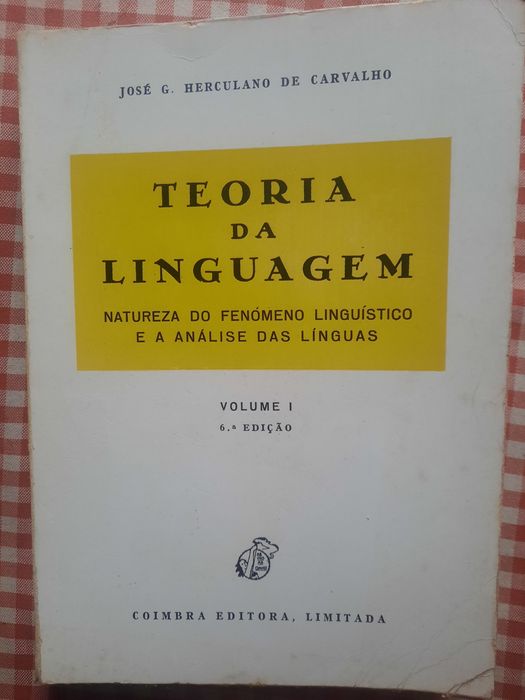 JOSÉ G. HERCULANO DE CARVALHO
TEORIA
DA
LINGUAGEM
NATUREZA DO FENÓMENO LINGUÍSTICO
E A ANÁLISE DAS LÍNGUAS
VOLUME I
6.ª EDIÇÃO
COIMBRA EDITORA, LIMITADA